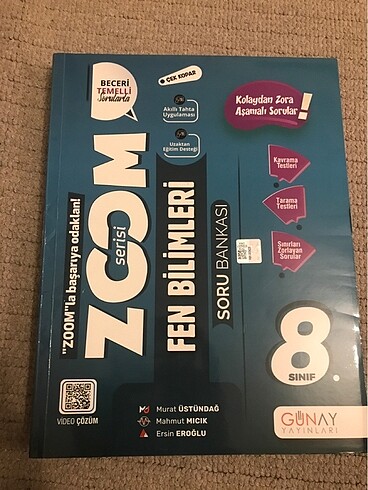 BECERİ
TEMELLİ
Sorularla
ÇEK KOPAR
Akıllı Tahta
Uygulaması
Uzaktan
Eğitim Desteği
Kolaydan Zora
Aşamalı Sorular!
Kavrama
Testleri
Tarama
Testleri
Sınırları
Zorlayan
Sorular
"ZOOM"la başarıya odaklan!
ZOOM
serisi
FEN BİLİMLERİ
SORU BANKASI
8.
SINIF
VİDEO ÇÖZÜM
Murat ÜSTÜNDAĞ
Mahmut MICIK
Ersin EROĞLU
GÜNAY
YAYINLARI